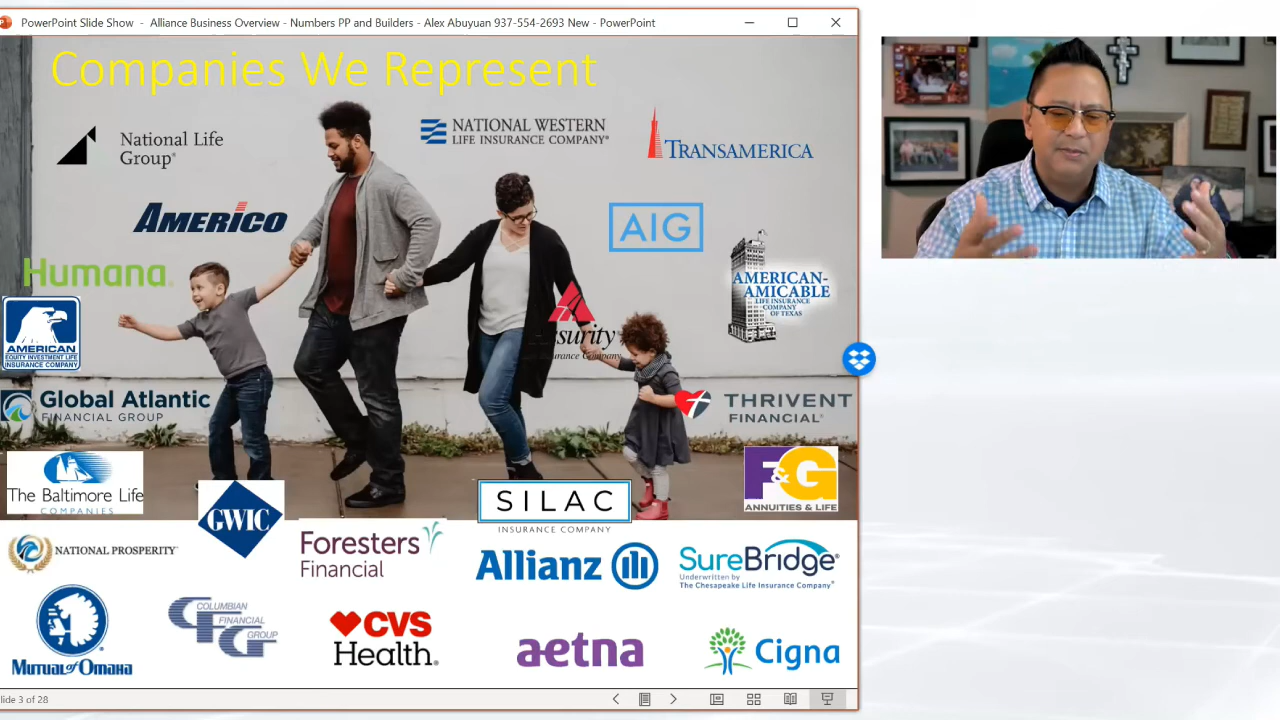 PowerPoint Slide Show - Alliance Business Overview - Numbers PP and Builders - Alex Abuyuan 937-554-2693 New - PowerPoint
Companies We Represent
National Life
Group®
NATIONAL WESTERN
LIFE INSURANCE COMPANY®
TRANSAMERICA
AMERICO
AIG
Humana®
AMERICAN-
AMICABLE
LIFE INSURANCE
COMPANY
OF TEXAS
AMERICAN
EQUITY INVESTMENT LIFE
INSURANCE COMPANY
surity
surance Company
Global Atlantic
FINANCIAL GROUP
THRIVENT
FINANCIAL®
The Baltimore Life
COMPANIES
GWIC
SILAC
INSURANCE COMPANY
F&G
ANNUITIES & LIFE
NATIONAL PROSPERITY
Foresters
Financial
Allianz
SureBridge®
Underwritten by
The Chesapeake Life Insurance Company®
MUTUAL of OMAHA
COLUMBIAN
FINANCIAL
GROUP
CFG
CVS
Health®
aetna
Cigna
lide 3 of 28